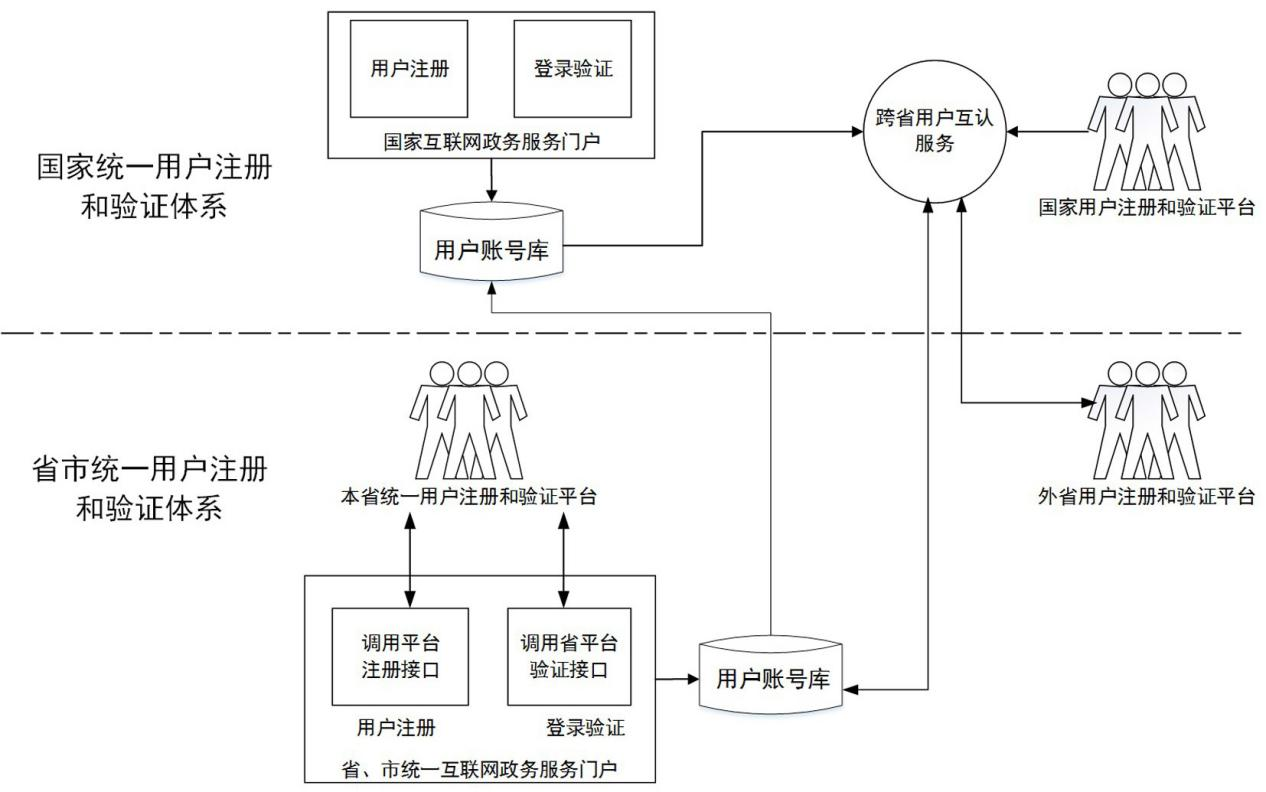 用户注册
登录验证
国家互联网政务服务门户
国家统一用户注册
和验证体系
用户账号库
跨省用户互认
服务
国家用户注册和验证平台
省市统一用户注册
和验证体系
本省统一用户注册和验证平台
外省用户注册和验证平台
调用平台
注册接口
调用省平台
验证接口
用户注册
登录验证
省、市统一互联网政务服务门户
用户账号库